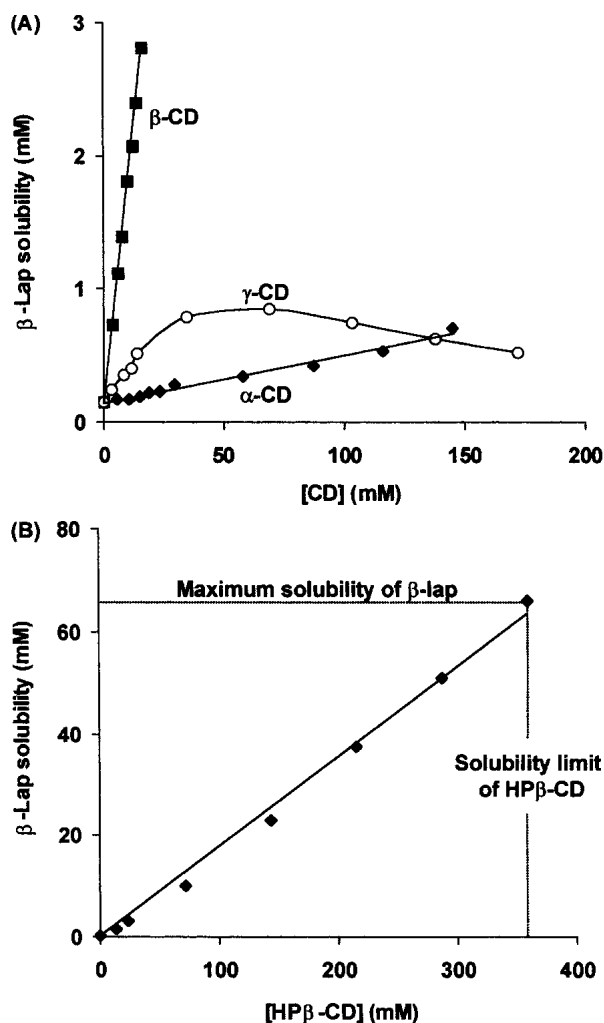 (A)
3
2
1
0
β-Lap solubility (mM)
β-CD
γ-CD
α-CD
0 50 100 150 200
[CD] (mM)
(B)
80
60
40
20
0
β-Lap solubility (mM)
Maximum solubility of β-lap
Solubility limit
of HPβ-CD
0 100 200 300 400
[HPβ-CD] (mM)